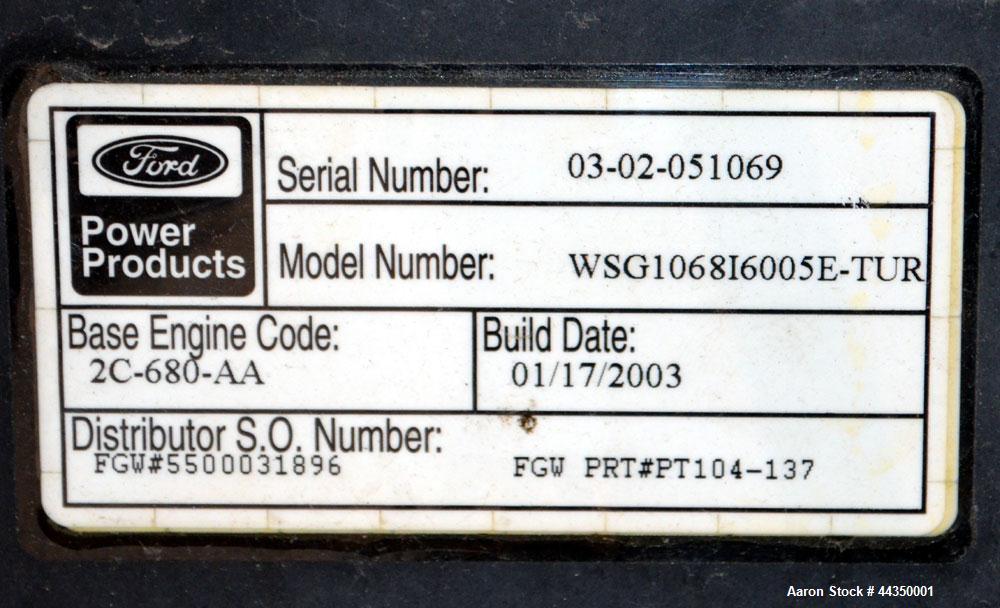 Ford
Power
Products
Serial Number: 03-02-051069
Model Number: WSG1068I6005E-TUR
Base Engine Code:
2C-680-AA
Build Date:
01/17/2003
Distributor S.O. Number:
FGW#5500031896 FGW PRT#PT104-137
Aaron Stock # 44350001